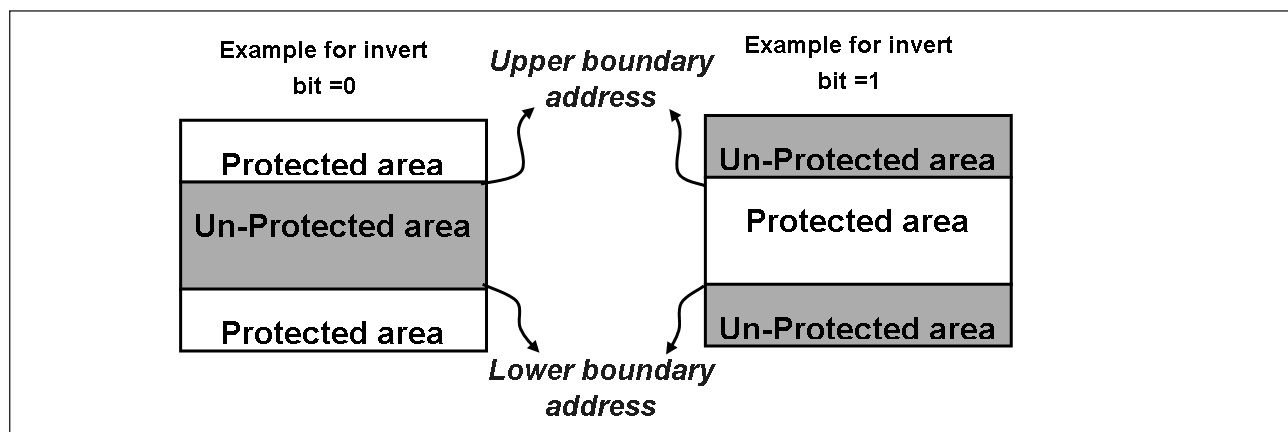 Example for invert
bit =0
Protected area
Un-Protected area
Protected area
Upper boundary
address
Lower boundary
address
Example for invert
bit =1
Un-Protected area
Protected area
Un-Protected area